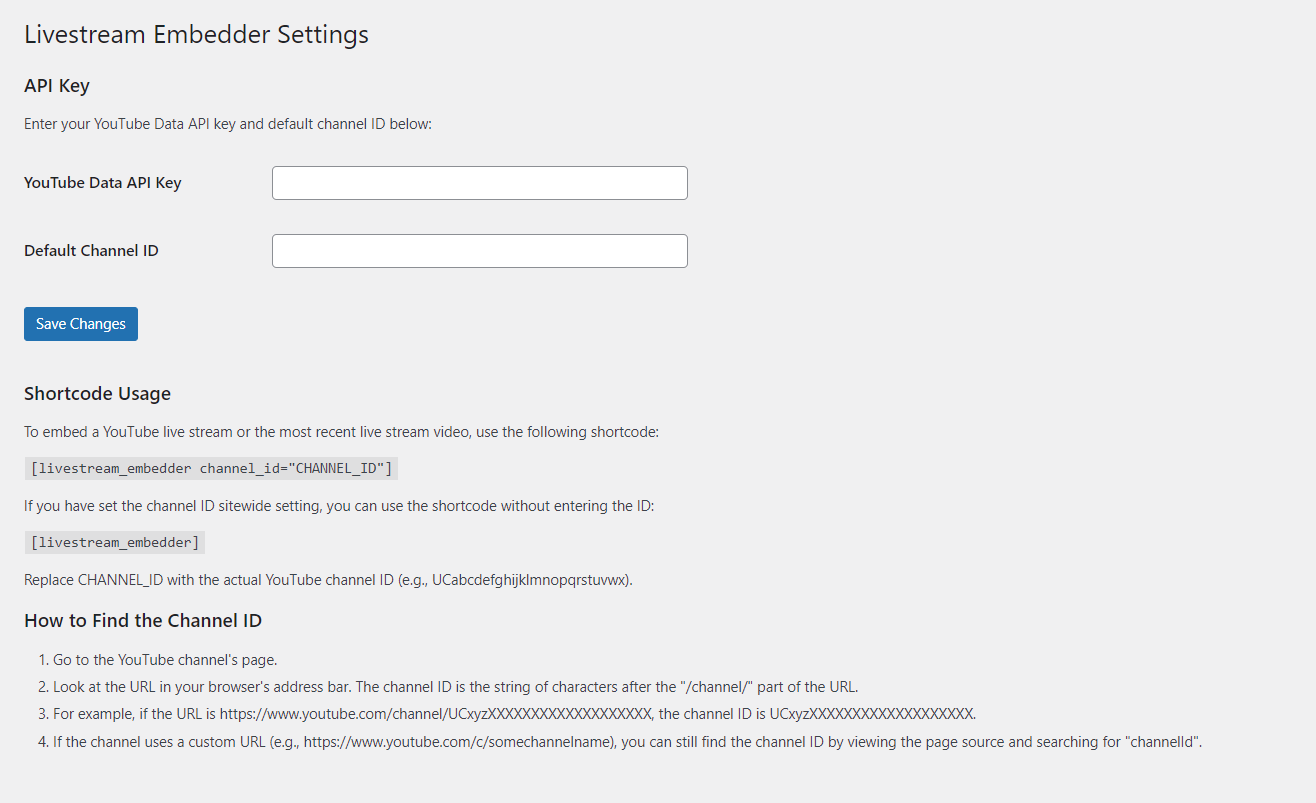 Livestream Embedder Settings
API Key
Enter your YouTube Data API key and default channel ID below:
YouTube Data API Key
Default Channel ID
Save Changes
Shortcode Usage
To embed a YouTube live stream or the most recent live stream video, use the following shortcode:
[livestream_embedder channel_id="CHANNEL_ID"]
If you have set the channel ID sitewide setting, you can use the shortcode without entering the ID:
[livestream_embedder]
Replace CHANNEL_ID with the actual YouTube channel ID (e.g., UCabcdefghijklmnopqrstuvwx).
How to Find the Channel ID
1. Go to the YouTube channel's page.
2. Look at the URL in your browser's address bar. The channel ID is the string of characters after the "/channel/" part of the URL.
3. For example, if the URL is https://www.youtube.com/channel/UCxyzXXXXXXXXXXXXXXXXXXX, the channel ID is UCxyzXXXXXXXXXXXXXXXXXXX.
4. If the channel uses a custom URL (e.g., https://www.youtube.com/c/somechannelname), you can still find the channel ID by viewing the page source and searching for "channelId".